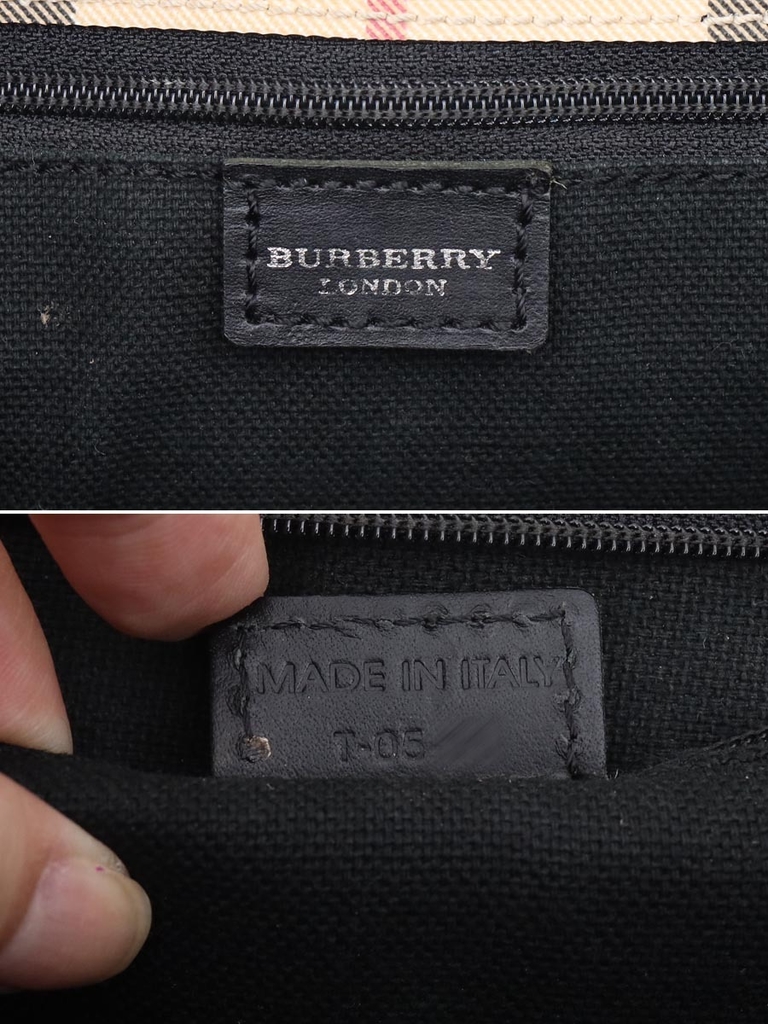 BURBERRY
LONDON
MADE IN ITALY
T-05-